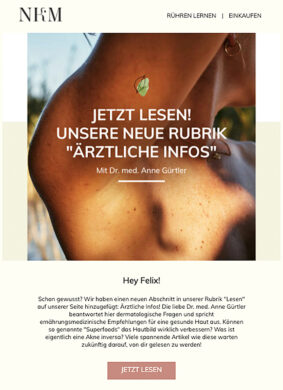 NKM
RÜHREN LERNEN | EINKAUFEN
JETZT LESEN!
UNSERE NEUE RUBRIK
"ÄRZTLICHE INFOS"
Mit Dr. med. Anne Gürtler
Hey Felix!
Schon gewusst? Wir haben einen neuen Abschnitt in unserer Rubrik "Lesen"
auf unserer Seite hinzugefügt: Ärztliche Infos! Die liebe Dr. med. Anne Gürtler
beantwortet hier dermatologische Fragen und spricht
ernährungsmedizinische Empfehlungen für eine gesunde Haut aus. Können
so genannte "Superfoods" das Hautbild wirklich verbessern? Was ist
eigentlich eine Akne inversa? Viele spannende Artikel wie diese warten
zukünftig darauf, von dir gelesen zu werden!
JETZT LESEN